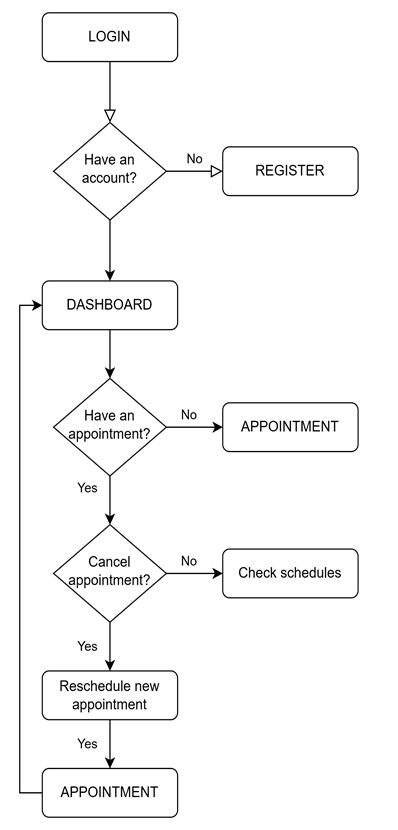 LOGIN
Have an
account?
No
REGISTER
DASHBOARD
Have an
appointment?
No
APPOINTMENT
Yes
Cancel
appointment?
No
Check schedules
Yes
Reschedule new
appointment
Yes
APPOINTMENT